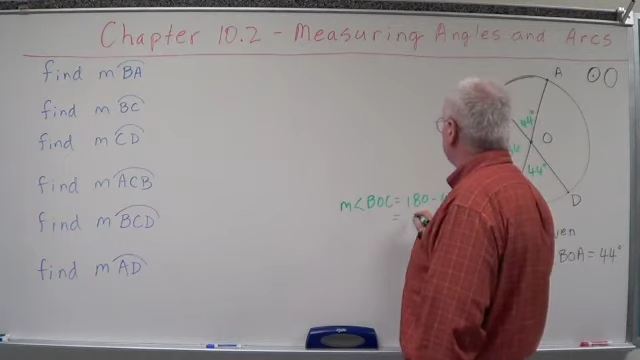 Chapter 10.2 - Measuring Angles and Arcs
find m BA
find m BC
find m CD
find m ACB
find m BCD
find m AD
A
44°
O
44°
D
m∠BOC = 180 -
=
BOA = 44°